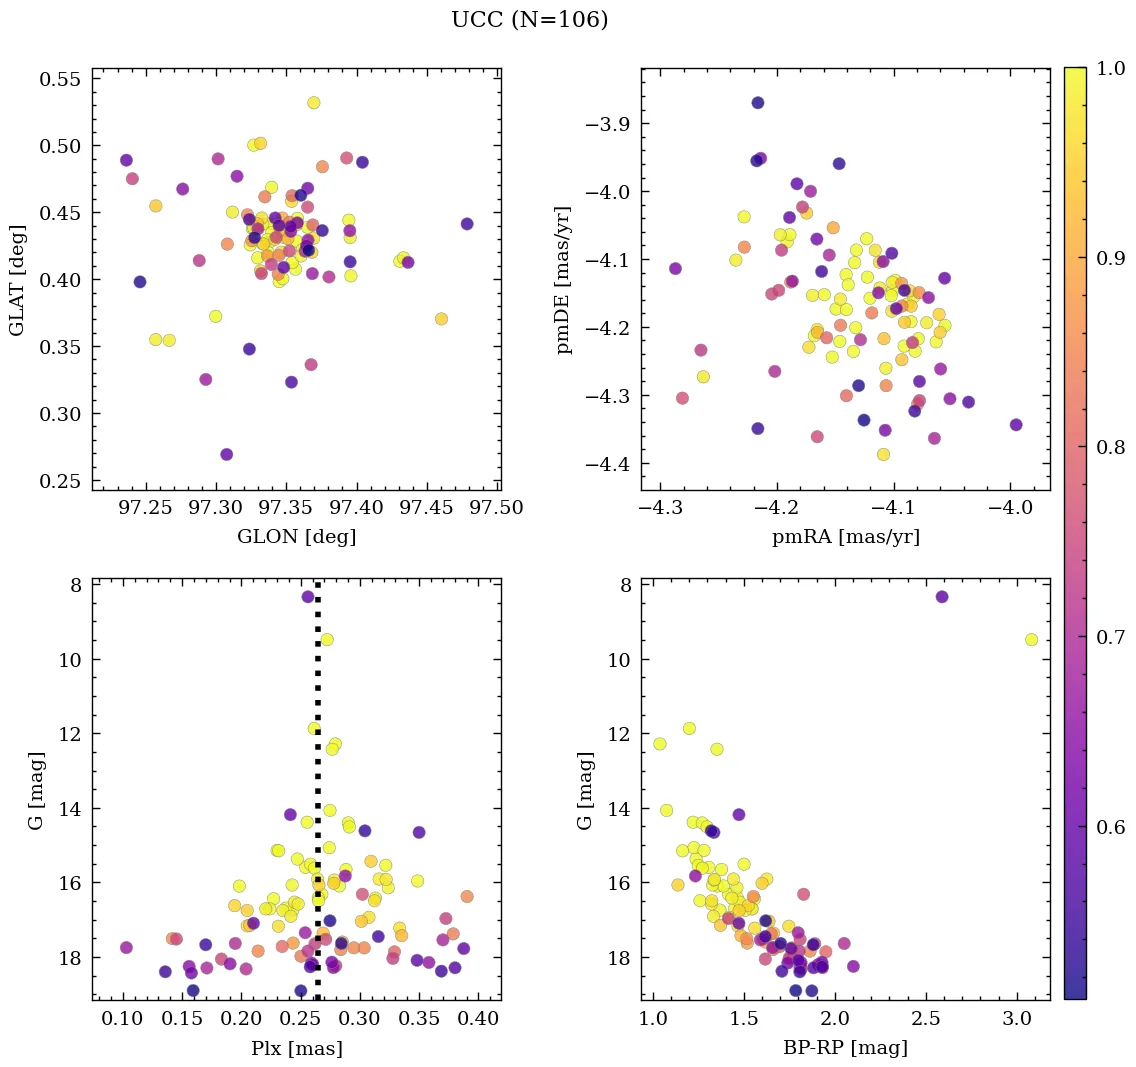 UCC (N=106)
0.55
0.50
0.45
0.40
0.35
0.30
0.25
GLAT [deg]
97.25 97.30 97.35 97.40 97.45 97.50
GLON [deg]
−3.9
−4.0
−4.1
−4.2
−4.3
−4.4
pmDE [mas/yr]
−4.3 −4.2 −4.1 −4.0
pmRA [mas/yr]
8
10
12
14
16
18
G [mag]
0.10 0.15 0.20 0.25 0.30 0.35 0.40
Plx [mas]
8
10
12
14
16
18
G [mag]
1.0 1.5 2.0 2.5 3.0
BP-RP [mag]
1.0
0.9
0.8
0.7
0.6